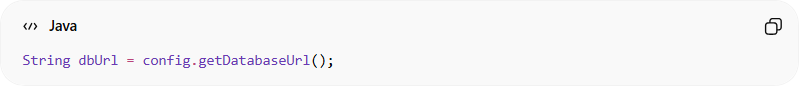 Java
String dbUrl = config.getDatabaseUrl();